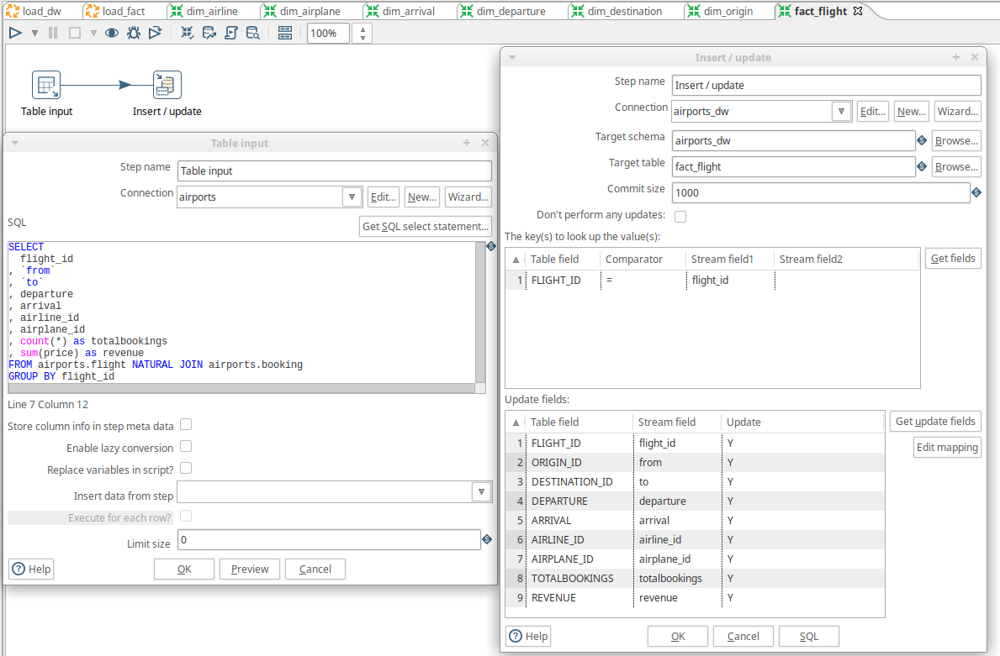 load_dw load_fact dim_airline dim_airplane dim_arrival dim_departure dim_destination dim_origin fact_flight
100%
Table input Insert / update
Table input
Step name Table input
Connection airports Edit... New... Wizard...
SQL Get SQL select statement...
SELECT
flight_id
, `from`
, `to`
, departure
, arrival
, airline_id
, airplane_id
, count(*) as totalbookings
, sum(price) as revenue
FROM airports.flight NATURAL JOIN airports.booking
GROUP BY flight_id
Line 7 Column 12
Store column info in step meta data
Enable lazy conversion
Replace variables in script?
Insert data from step
Execute for each row?
Limit size 0
Help OK Preview Cancel
Insert / update
Step name Insert / update
Connection airports_dw Edit... New... Wizard...
Target schema airports_dw Browse...
Target table fact_flight Browse...
Commit size 1000
Don't perform any updates:
The key(s) to look up the value(s):
Table field Comparator Stream field1 Stream field2 Get fields
1 FLIGHT_ID = flight_id
Update fields:
Table field Stream field Update Get update fields
1 FLIGHT_ID flight_id Y
Edit mapping
2 ORIGIN_ID from Y
3 DESTINATION_ID to Y
4 DEPARTURE departure Y
5 ARRIVAL arrival Y
6 AIRLINE_ID airline_id Y
7 AIRPLANE_ID airplane_id Y
8 TOTALBOOKINGS totalbookings Y
9 REVENUE revenue Y
Help OK Cancel SQL